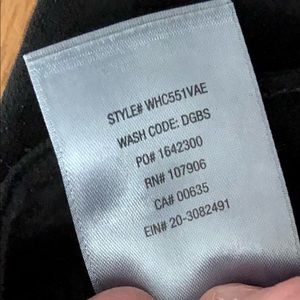 STYLE# WHC551VAE
WASH CODE: DGBS
PO# 1642300
RN# 107906
CA# 00635
EIN# 20-3082491